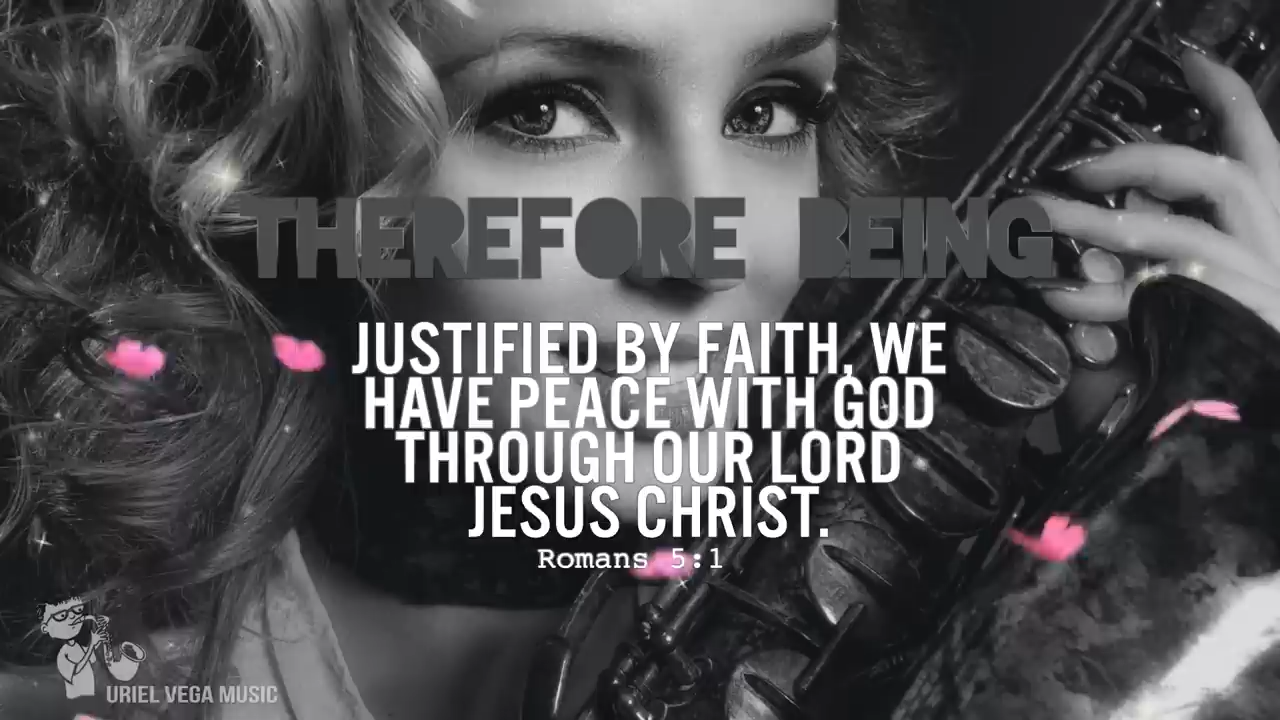 THEREFORE BEING
JUSTIFIED BY FAITH, WE
HAVE PEACE WITH GOD
THROUGH OUR LORD
JESUS CHRIST.
Romans 5:1
URIEL VEGA MUSIC